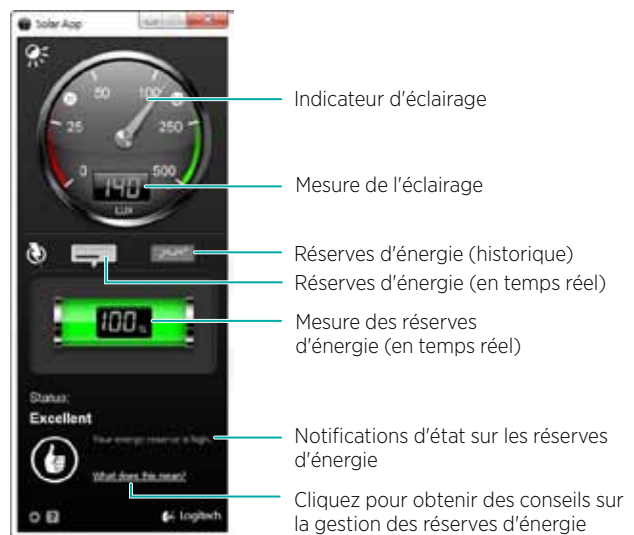 Solar App
50
100
25
250
0
500
140
Lux
100%
Status:
Excellent
Your energy reserve is high.
What does this mean?
Logitech
Indicateur d'éclairage
Mesure de l'éclairage
Réserves d'énergie (historique)
Réserves d'énergie (en temps réel)
Mesure des réserves
d'énergie (en temps réel)
Notifications d'état sur les réserves
d'énergie
Cliquez pour obtenir des conseils sur
la gestion des réserves d'énergie